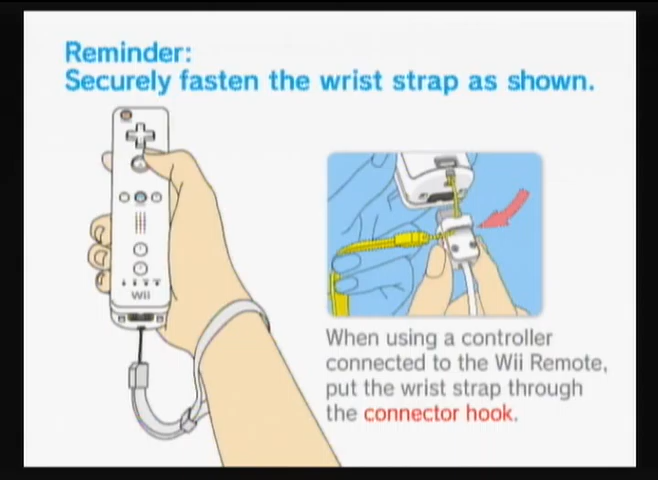 Reminder:
Securely fasten the wrist strap as shown.
Wii
When using a controller
connected to the Wii Remote,
put the wrist strap through
the connector hook.